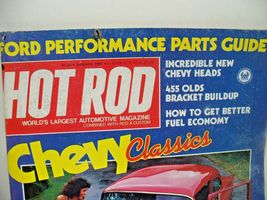 FORD PERFORMANCE PARTS GUIDE
HOT ROD
WORLD'S LARGEST AUTOMOTIVE MAGAZINE
COMBINED WITH ROD & CUSTOM
INCREDIBLE NEW
CHEVY HEADS
455 OLDS
BRACKET BUILDUP
HOW TO GET BETTER
FUEL ECONOMY
Chevy Classics